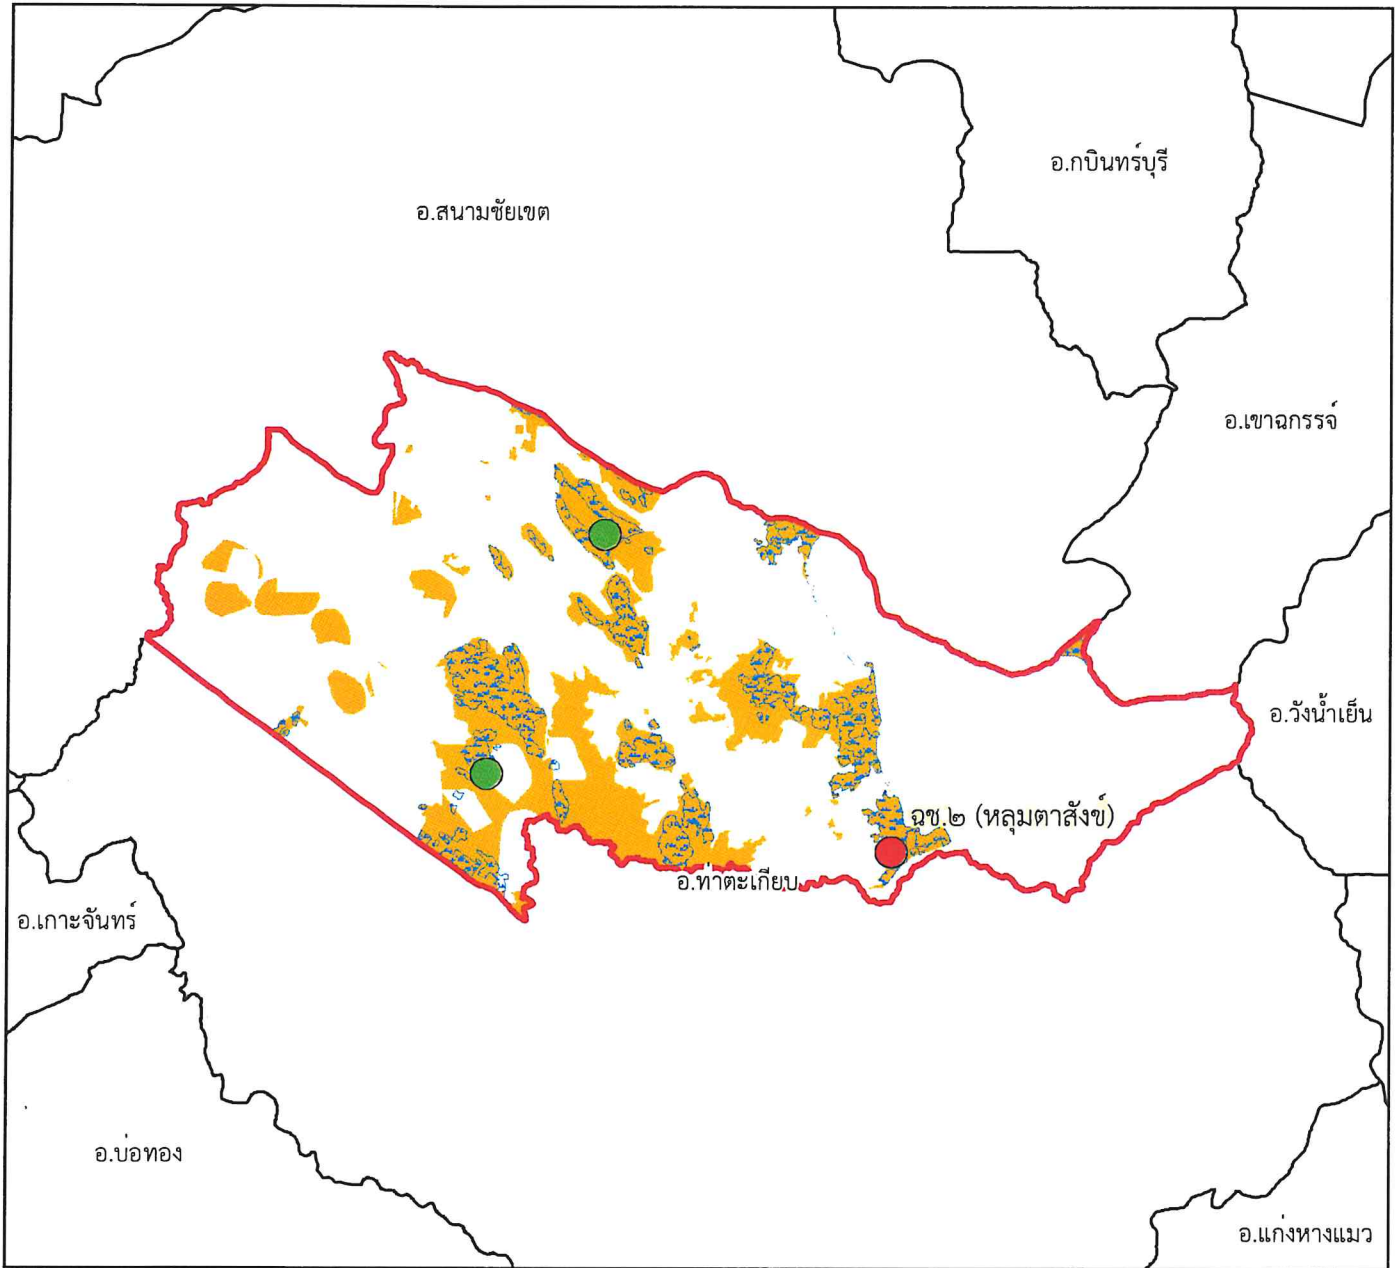 อ.กบินทร์บุรี
อ.สนามชัยเขต
อ.เขาฉกรรจ์
อ.วังน้ำเย็น
ฉช.๒ (หลุมตาสังข์)
อ.ท่าตะเกียบ
อ.เกาะจันทร์
อ.บ่อทอง
อ.แก่งหางแมว